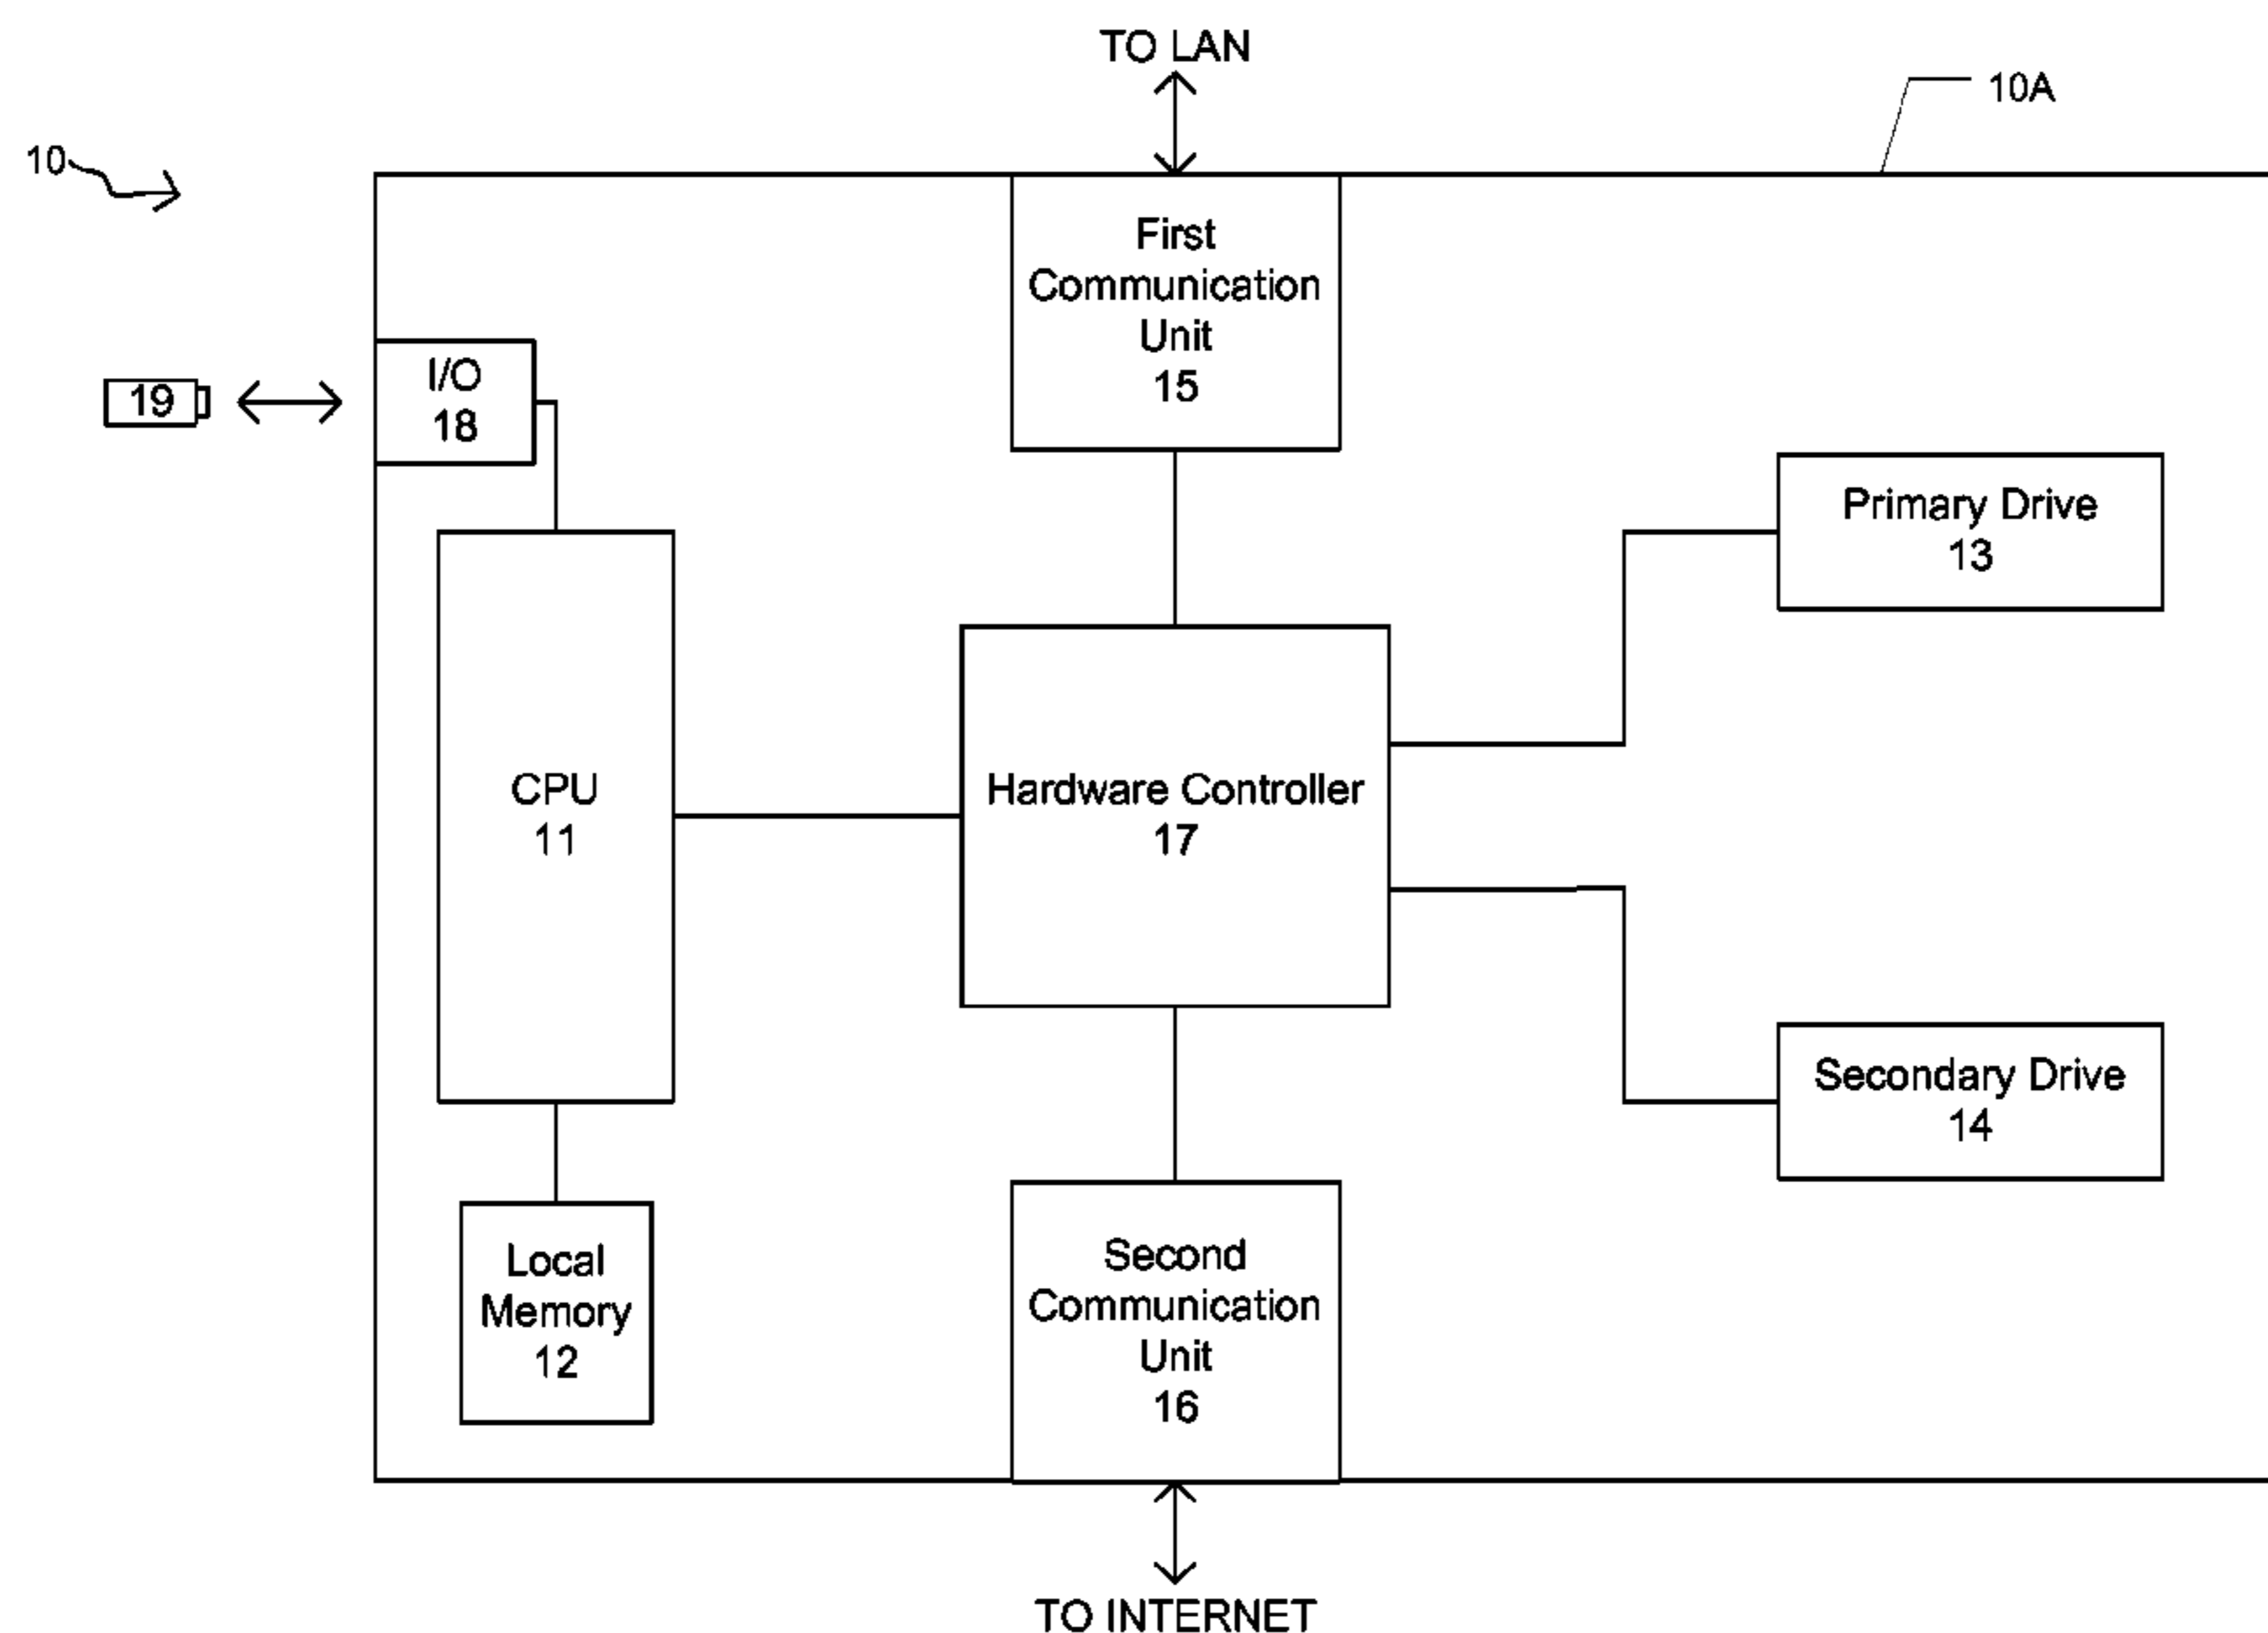 TO LAN
10A
10
First
Communication
Unit
15
I/O
18
19
Primary Drive
13
CPU
11
Hardware Controller
17
Secondary Drive
14
Local
Memory
12
Second
Communication
Unit
16
TO INTERNET